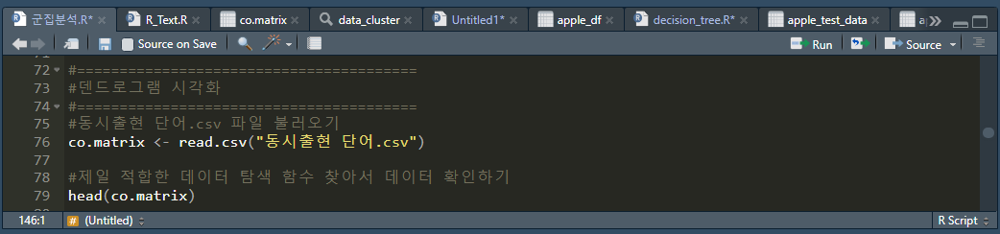 군집분석.R*
R_Text.R
co.matrix
data_cluster
Untitled1*
apple_df
decision_tree.R*
apple_test_data
Source on Save
Run
Source
72 #========================================
73 #덴드로그램 시각화
74 #========================================
75 #동시출현 단어.csv 파일 불러오기
76 co.matrix <- read.csv("동시출현 단어.csv")
77
78 #제일 적합한 데이터 탐색 함수 찾아서 데이터 확인하기
79 head(co.matrix)
146:1 # (Untitled) R Script